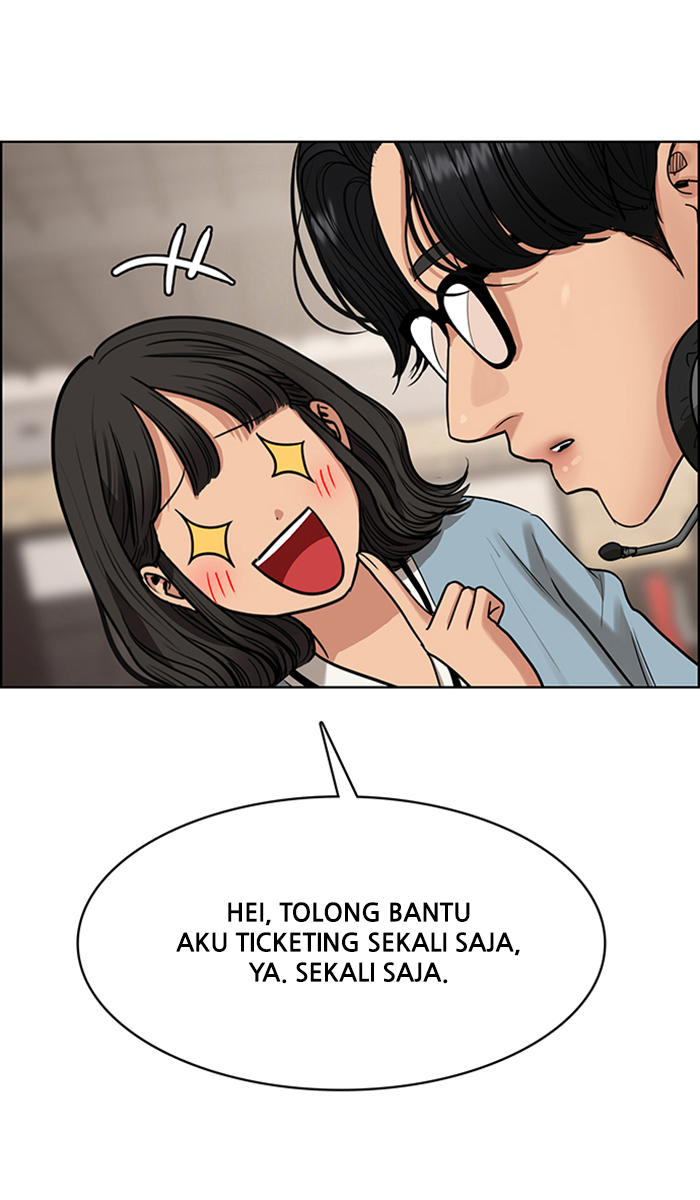 HEI, TOLONG BANTU
AKU TICKETING SEKALI SAJA,
YA. SEKALI SAJA.